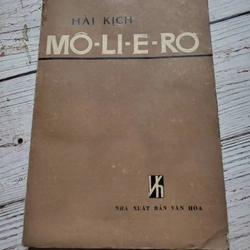 HÀI KỊCH
MÔ-LI-E-RƠ
NHÀ XUẤT BẢN VĂN HÓA